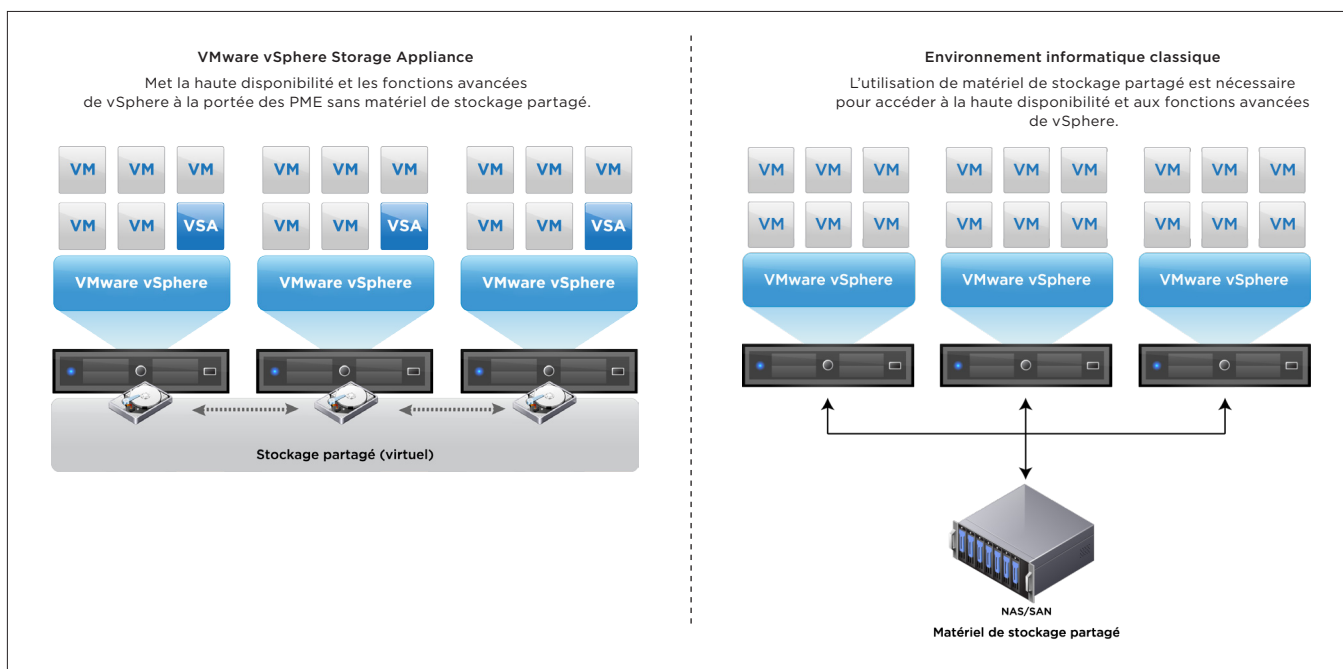 VMware vSphere Storage Appliance
Met la haute disponibilité et les fonctions avancées
de vSphere à la portée des PME sans matériel de stockage partagé.
VM VM VM VM VM VM VM VM VM
VM VM VSA VM VM VSA VM VM VSA
VMware vSphere VMware vSphere VMware vSphere
Stockage partagé (virtuel)
Environnement informatique classique
L'utilisation de matériel de stockage partagé est nécessaire
pour accéder à la haute disponibilité et aux fonctions avancées
de vSphere.
VM VM VM VM VM VM VM VM VM
VM VM VM VM VM VM VM VM VM
VMware vSphere VMware vSphere VMware vSphere
NAS/SAN
Matériel de stockage partagé